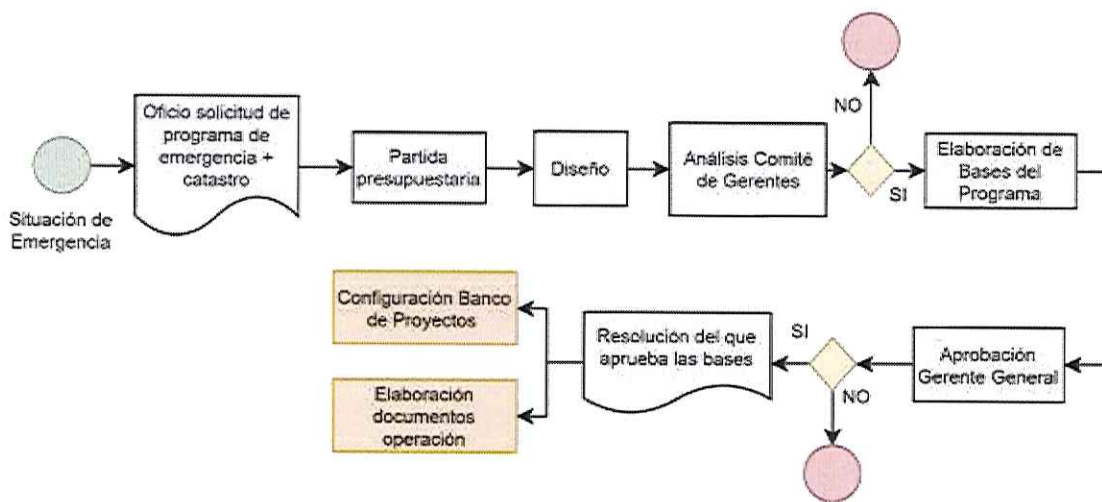 Situación de
Emergencia
Oficio solicitud de
programa de
emergencia +
catastro
Partida
presupuestaria
Diseño
Análisis Comité
de Gerentes
NO
SI
Elaboración de
Bases del
Programa
Aprobación
Gerente General
SI
NO
Resolución del que
aprueba las bases
Configuración Banco
de Proyectos
Elaboración
documentos
operación